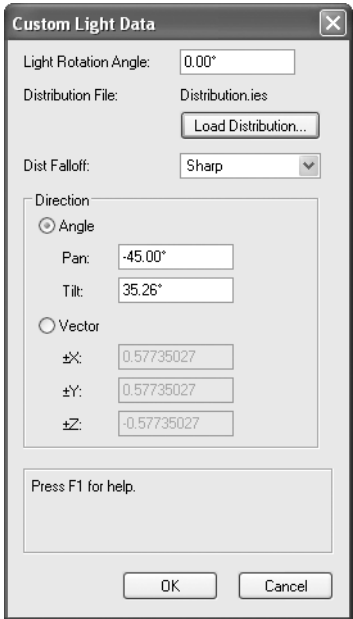 Custom Light Data
Light Rotation Angle: 0.00°
Distribution File: Distribution.ies
Load Distribution...
Dist Falloff: Sharp
Direction
Angle
Pan: -45.00°
Tilt: 35.26°
Vector
±X: 0.57735027
±Y: 0.57735027
±Z: -0.57735027
Press F1 for help.
OK Cancel